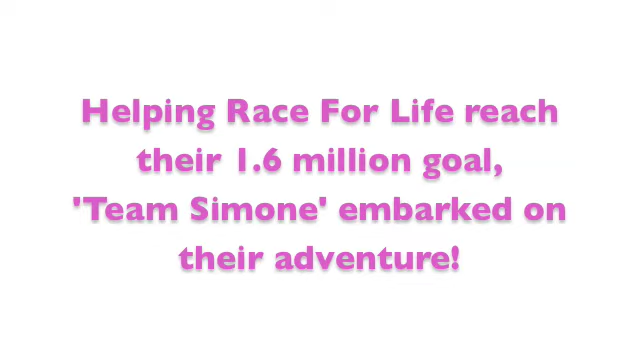 Helping Race For Life reach
their 1.6 million goal,
'Team Simone' embarked on
their adventure!